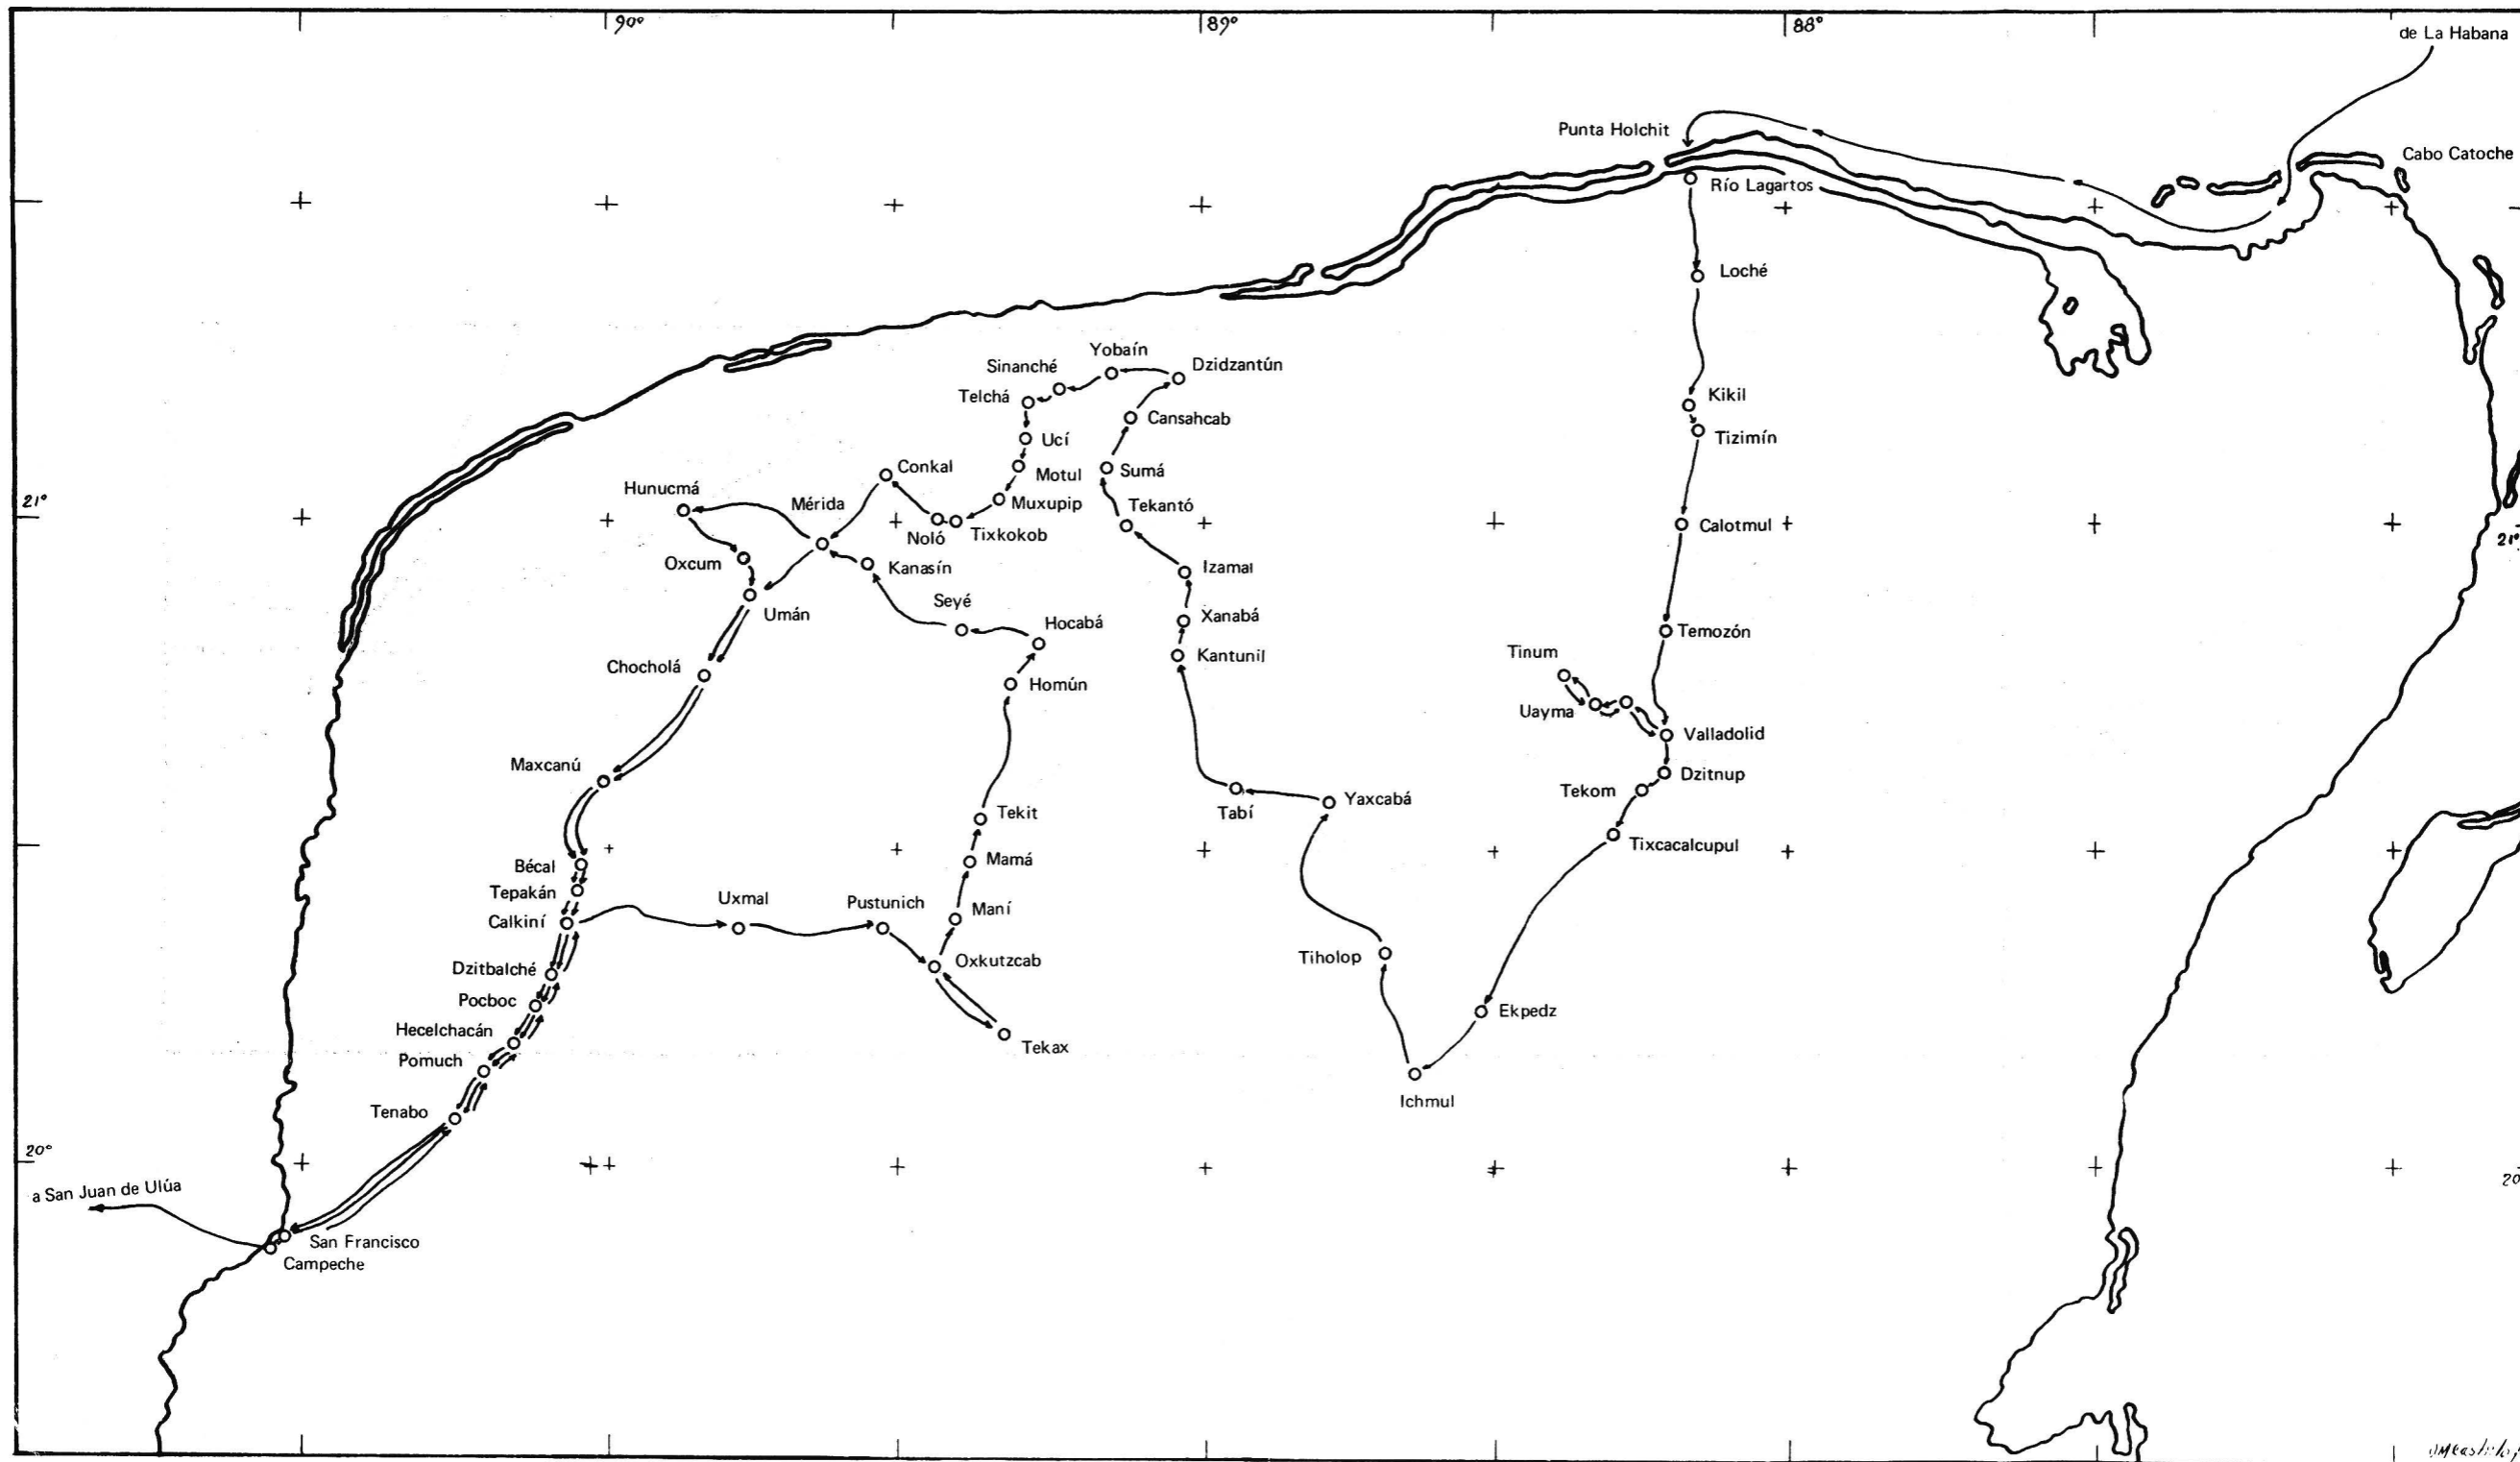 90°
89°
88°
de La Habana
Punta Holchit
Cabo Catoche
Río Lagartos
Loché
Yobaín
Sinanché
Dzidzantún
Telchá
Kikil
Cansahcab
Ucí
Tizimín
Conkal
Sumá
Motul
Hunucmá
21°
Mérida
Muxupip
Tekantó
Calotmul
Noló
Tixkokob
21°
Oxcum
Kanasín
Izamal
Seyé
Umán
Hocabá
Xanabá
Temozón
Tinum
Chocholá
Kantunil
Homún
Uayma
Valladolid
Maxcanú
Dzitnup
Tekom
Yaxcabá
Tekit
Tabí
Tixcacalcupul
Mamá
Bécal
Tepakán
Uxmal
Pustunich
Maní
Calkiní
Tiholop
Oxkutzcab
Dzitbalché
Pocboc
Ekpedz
Hecelchacán
Tekax
Pomuch
Ichmul
Tenabo
20°
20
a San Juan de Ulúa
San Francisco
Campeche